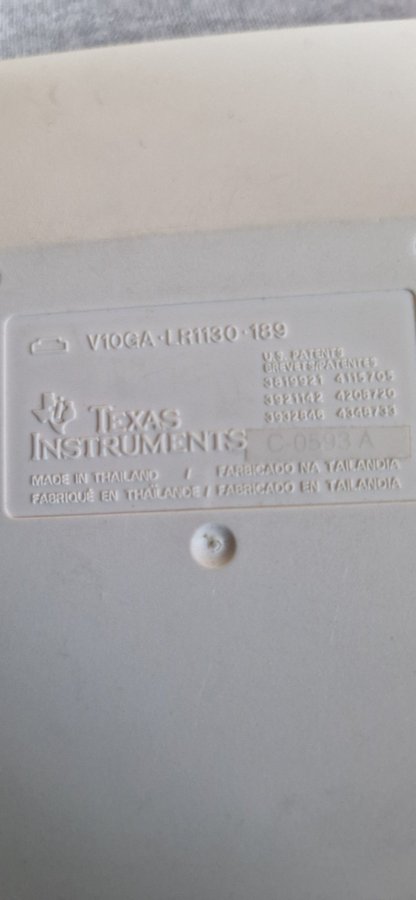 V10GA·LR1130·189
U.S. PATENTS
BREVETS/PATENTES
3819921 4115705
3921142 4208720
3932846 4348733
TEXAS
INSTRUMENTS
C-0593 A
MADE IN THAILAND / FABRICADO NA TAILANDIA
FABRIQUÉ EN THAÏLANDE / FABRICADO EN TAILANDIA